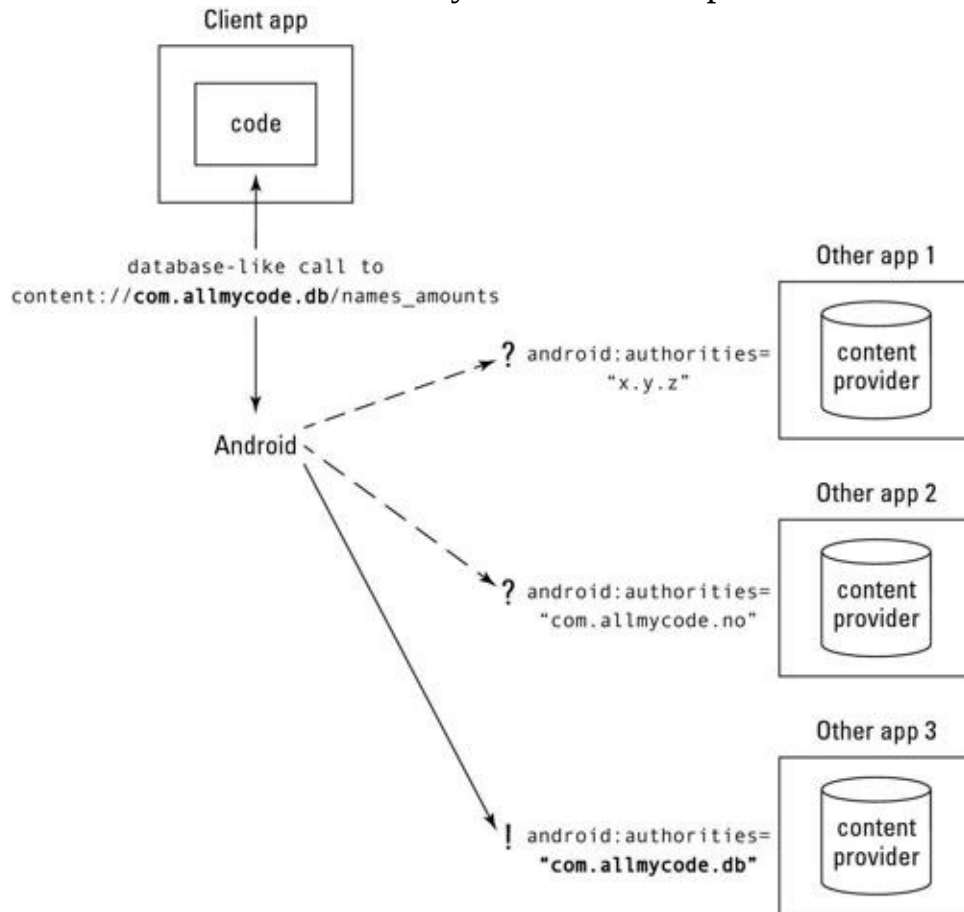 Client app
code
database-like call to
content://com.allmycode.db/names_amounts
Other app 1
? android:authorities=
“x.y.z”
content
provider
Android
Other app 2
? android:authorities=
“com.allmycode.no”
content
provider
Other app 3
! android:authorities=
“com.allmycode.db”
content
provider